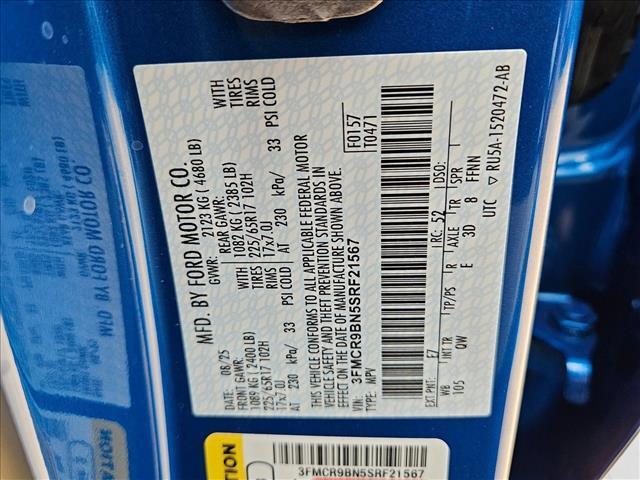 MFD. BY FORD MOTOR CO.
DATE: 08/25 GVWR: 2123 KG ( 4680 LB)
FRONT GAWR: REAR GAWR:
1089 KG ( 2400 LB) WITH 1082 KG ( 2385 LB) WITH
225/65R17 102H TIRES 225/65R17 102H TIRES
17x7.0J RIMS 17x7.0J RIMS
AT 230 kPa/ 33 PSI COLD AT 230 kPa/ 33 PSI COLD
THIS VEHICLE CONFORMS TO ALL APPLICABLE FEDERAL MOTOR
VEHICLE SAFETY AND THEFT PREVENTION STANDARDS IN
EFFECT ON THE DATE OF MANUFACTURE SHOWN ABOVE.
VIN: 3FMCR9BN5SRF21567 F0157
TYPE: MPV T0471
EXT PNT: E7 RC: 52 DSO:
WB INT TR TP/PS R AXLE TR SPR
105 QW E 3D 8 FFNN
UTC ▽ RU5A-1520472-AB
3FMCR9BN5SRF21567